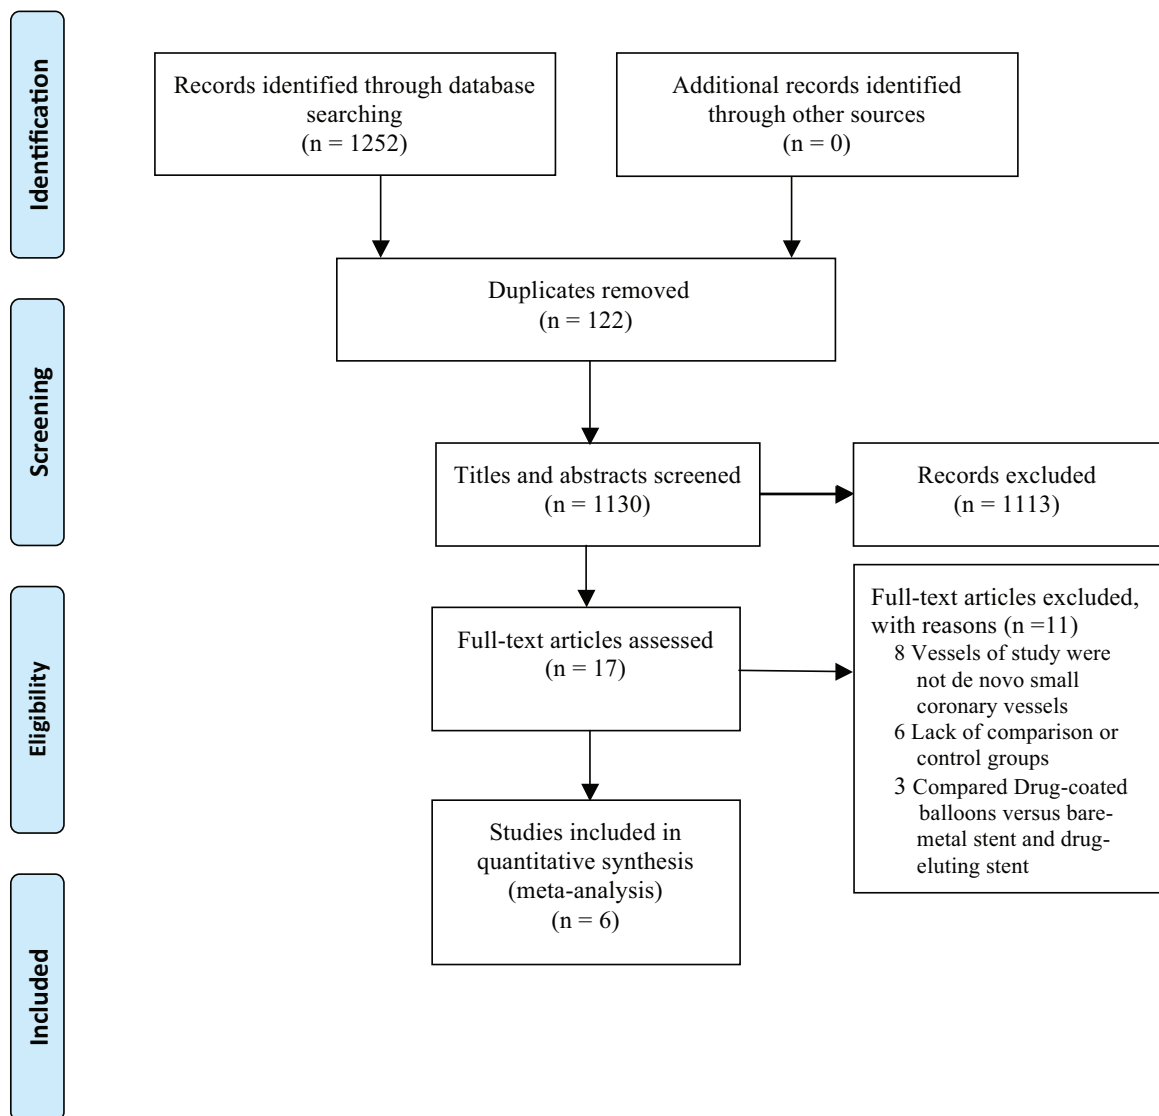 Identification
Records identified through database
searching
(n = 1252)
Additional records identified
through other sources
(n = 0)
Duplicates removed
(n = 122)
Screening
Titles and abstracts screened
(n = 1130)
Records excluded
(n = 1113)
Eligibility
Full-text articles assessed
(n = 17)
Full-text articles excluded,
with reasons (n =11)
8 Vessels of study were
not de novo small
coronary vessels
6 Lack of comparison or
control groups
3 Compared Drug-coated
balloons versus bare-
metal stent and drug-
eluting stent
Included
Studies included in
quantitative synthesis
(meta-analysis)
(n = 6)